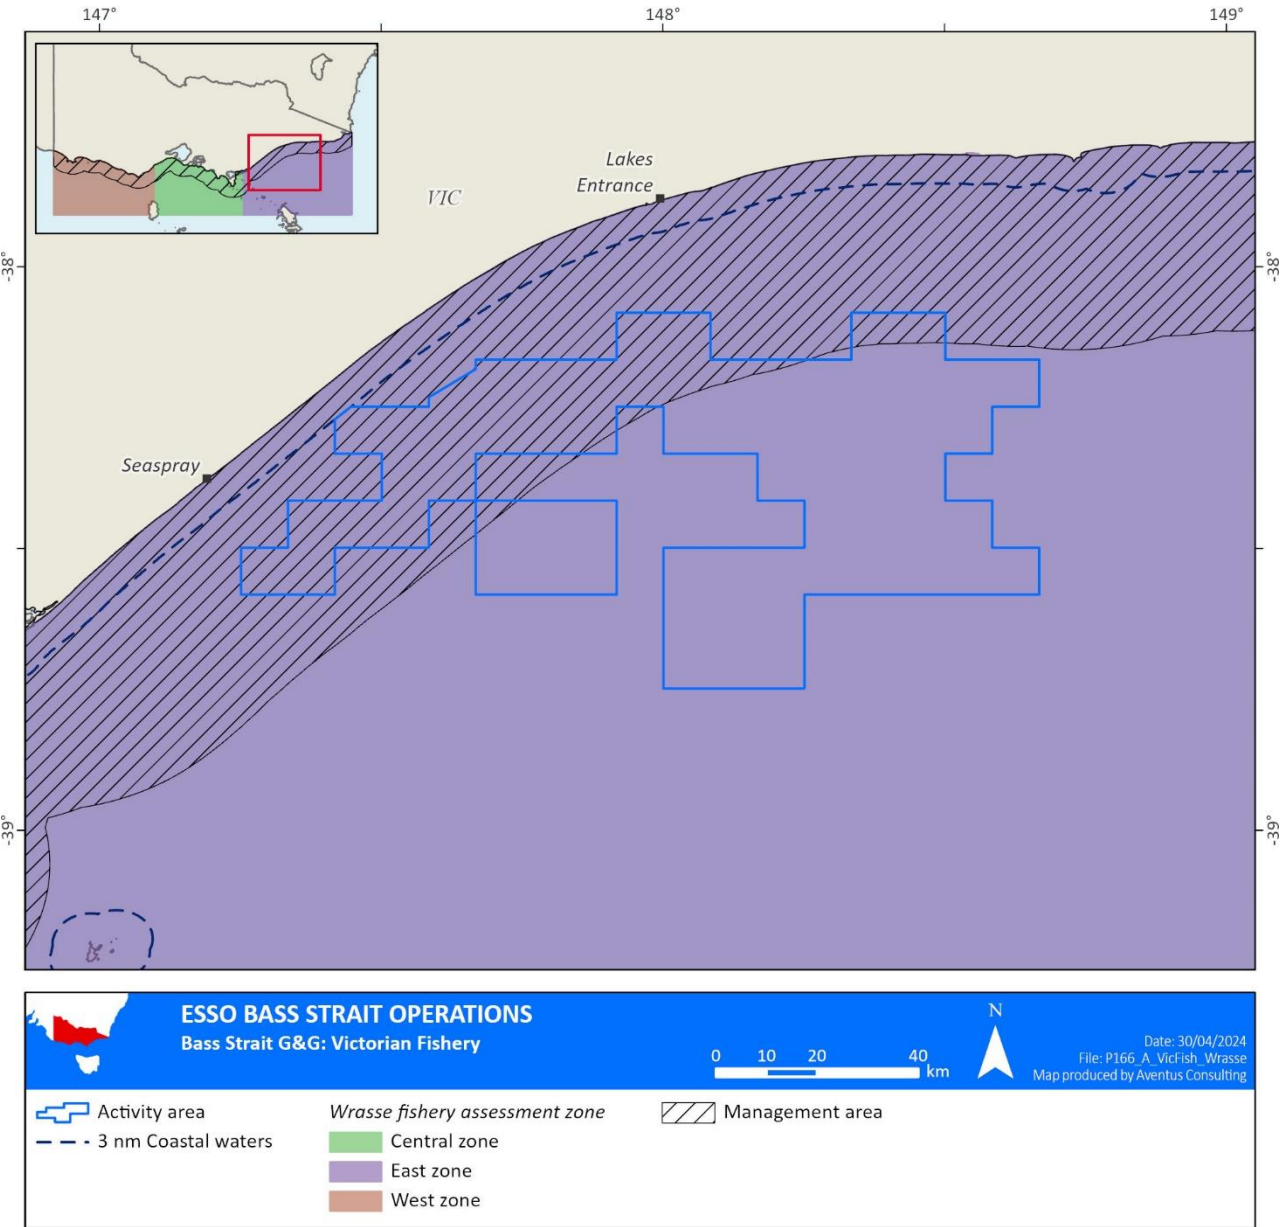 147°
148°
149°
VIC
Lakes
Entrance
Seaspray
-38°
-38°
-39°
-39°
ESSO BASS STRAIT OPERATIONS
Bass Strait G&G: Victorian Fishery
0 10 20 40
km
N
Date: 30/04/2024
File: P166_A_VicFish_Wrasse
Map produced by Aventus Consulting
Activity area
3 nm Coastal waters
Wrasse fishery assessment zone
Central zone
East zone
West zone
Management area